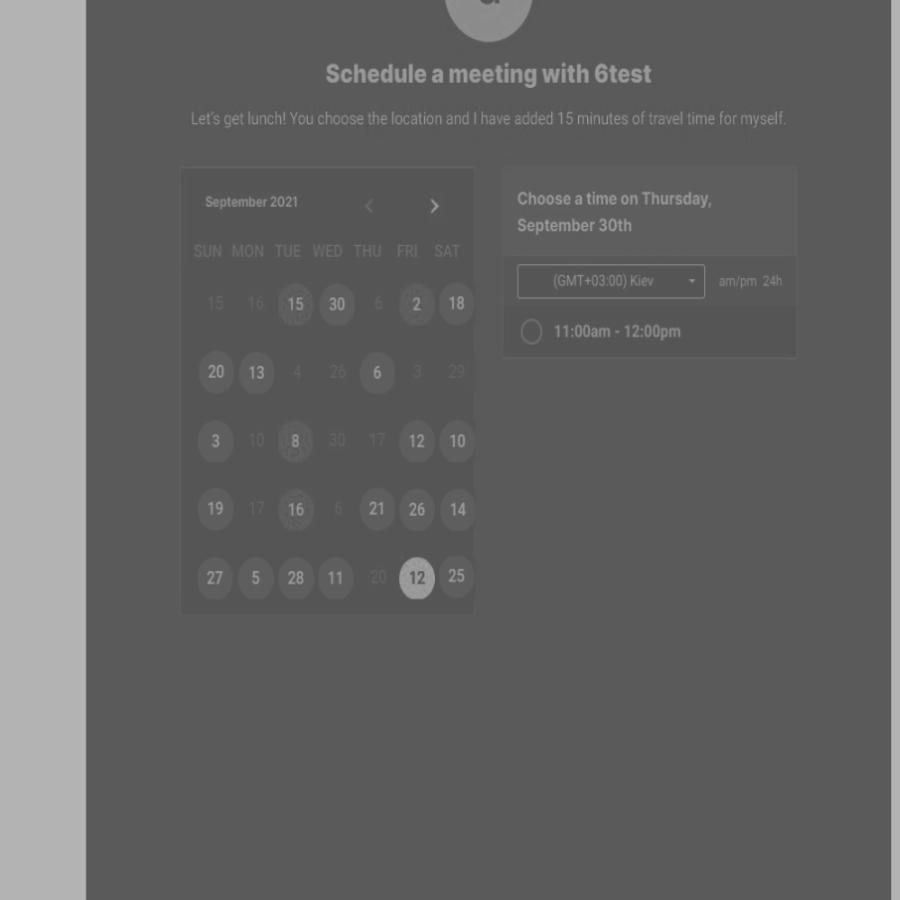 Schedule a meeting with 6test
Let's get lunch! You choose the location and I have added 15 minutes of travel time for myself.
September 2021
SUN MON TUE WED THU FRI SAT
15 16 15 30 6 2 18
20 13 4 26 6 3 29
3 10 8 30 17 12 10
19 17 16 6 21 26 14
27 5 28 11 20 12 25
Choose a time on Thursday,
September 30th
(GMT+03:00) Kiev am/pm 24h
11:00am - 12:00pm